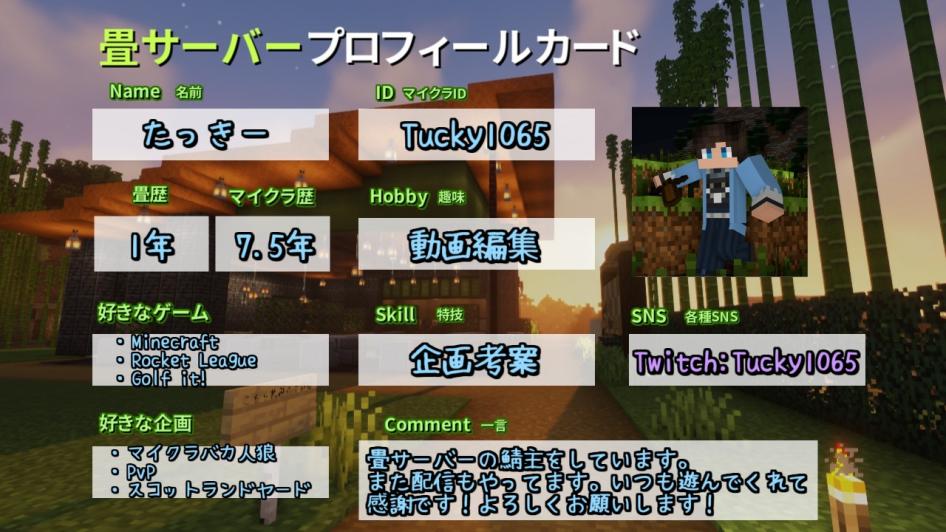 畳サーバープロフィールカード
Name 名前
たっきー
ID マイクラID
Tucky1065
畳歴
1年
マイクラ歴
7.5年
Hobby 趣味
動画編集
好きなゲーム
・Minecraft
・Rocket League
・Golf it!
Skill 特技
企画考案
SNS 各種SNS
Twitch:Tucky1065
好きな企画
・マイクラバカ人狼
・PvP
・スコットランドヤード
Comment 一言
畳サーバーの鯖主をしています。
また配信もやってます。いつも遊んでくれて
感謝です!よろしくお願いします!